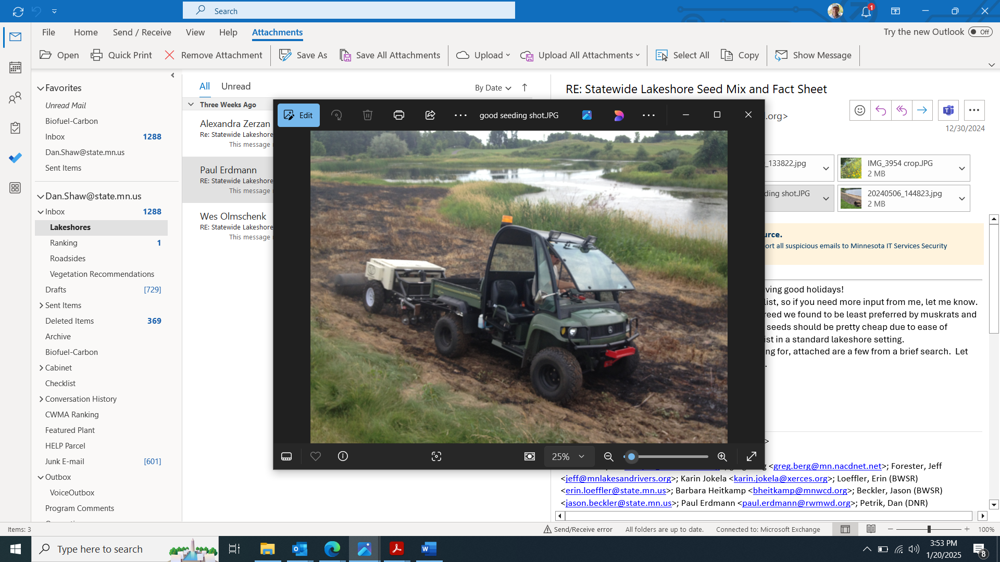 Search
1
File
Home
Send / Receive
View
Help
Attachments
Try the new Outlook
Off
Open
Quick Print
Remove Attachment
Save As
Save All Attachments
Upload
Upload All Attachments
Select All
Copy
Show Message
Favorites
Unread Mail
Biofuel-Carbon
Inbox 1288
Dan.Shaw@state.mn.us
Sent Items
Dan.Shaw@state.mn.us
Inbox 1288
Lakeshores
Ranking 1
Roadsides
Vegetation Recommendations
Drafts [729]
Sent Items
Deleted Items 369
Archive
Biofuel-Carbon
Cabinet
Checklist
Conversation History
CWMA Ranking
Featured Plant
HELP Parcel
Junk E-mail [601]
Outbox
VoiceOutbox
Program Comments
All Unread
By Date
Three Weeks Ago
Alexandra Zerzan
Re: Statewide Lakeshore
This message
Paul Erdmann
RE: Statewide Lakeshore
This message
Wes Olmschenk
RE: Statewide Lakeshore
This message
Edit
good seeding shot.JPG
25%
RE: Statewide Lakeshore Seed Mix and Fact Sheet
.org>
12/30/2024
_133822.jpg
IMG_3954 crop.JPG
2 MB
ding shot.JPG
20240506_144823.jpg
2 MB
urce.
ort all suspicious emails to Minnesota IT Services Security
ving good holidays!
list, so if you need more input from me, let me know.
reed we found to be least preferred by muskrats and
seeds should be pretty cheap due to ease of
ist in a standard lakeshore setting.
ng for, attached are a few from a brief search. Let
.
>
<greg.berg@mn.nacdnet.net>; Forester, Jeff
<jeff@mnlakesandrivers.org>; Karin Jokela <karin.jokela@xerces.org>; Loeffler, Erin (BWSR)
<erin.loeffler@state.mn.us>; Barbara Heitkamp <bheitkamp@mnwcd.org>; Beckler, Jason (BWSR)
<jason.beckler@state.mn.us>; Paul Erdmann <paul.erdmann@rwmwd.org>; Petrik, Dan (DNR)
Items: 3
Send/Receive error
All folders are up to date.
Connected to: Microsoft Exchange
100%
Type here to search
3:53 PM
1/20/2025
8